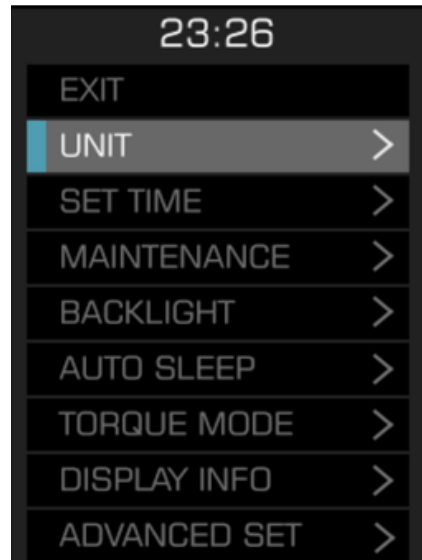 23:26
EXIT
UNIT >
SET TIME >
MAINTENANCE >
BACKLIGHT >
AUTO SLEEP >
TORQUE MODE >
DISPLAY INFO >
ADVANCED SET >